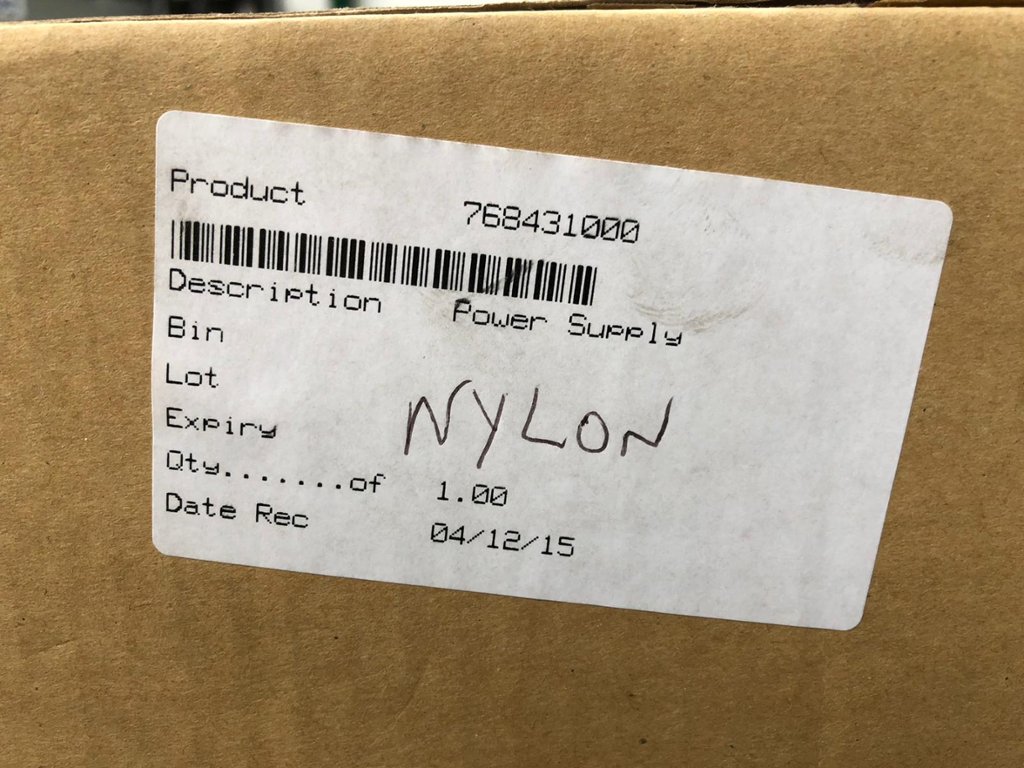 Product 768431000
Description Power Supply
Bin
Lot
NYLON
Expiry
Qty.......of 1.00
Date Rec 04/12/15